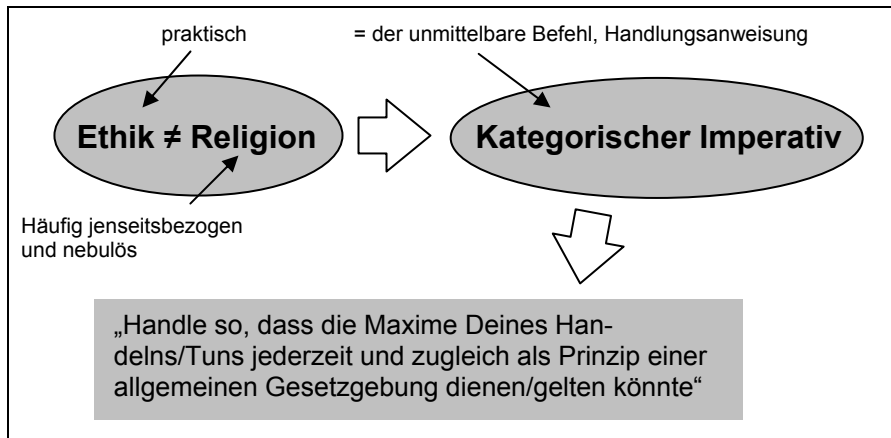 praktisch
= der unmittelbare Befehl, Handlungsanweisung
Ethik ≠ Religion
Kategorischer Imperativ
Häufig jenseitsbezogen
und nebulös
„Handle so, dass die Maxime Deines Han-
delns/Tuns jederzeit und zugleich als Prinzip einer
allgemeinen Gesetzgebung dienen/gelten könnte“